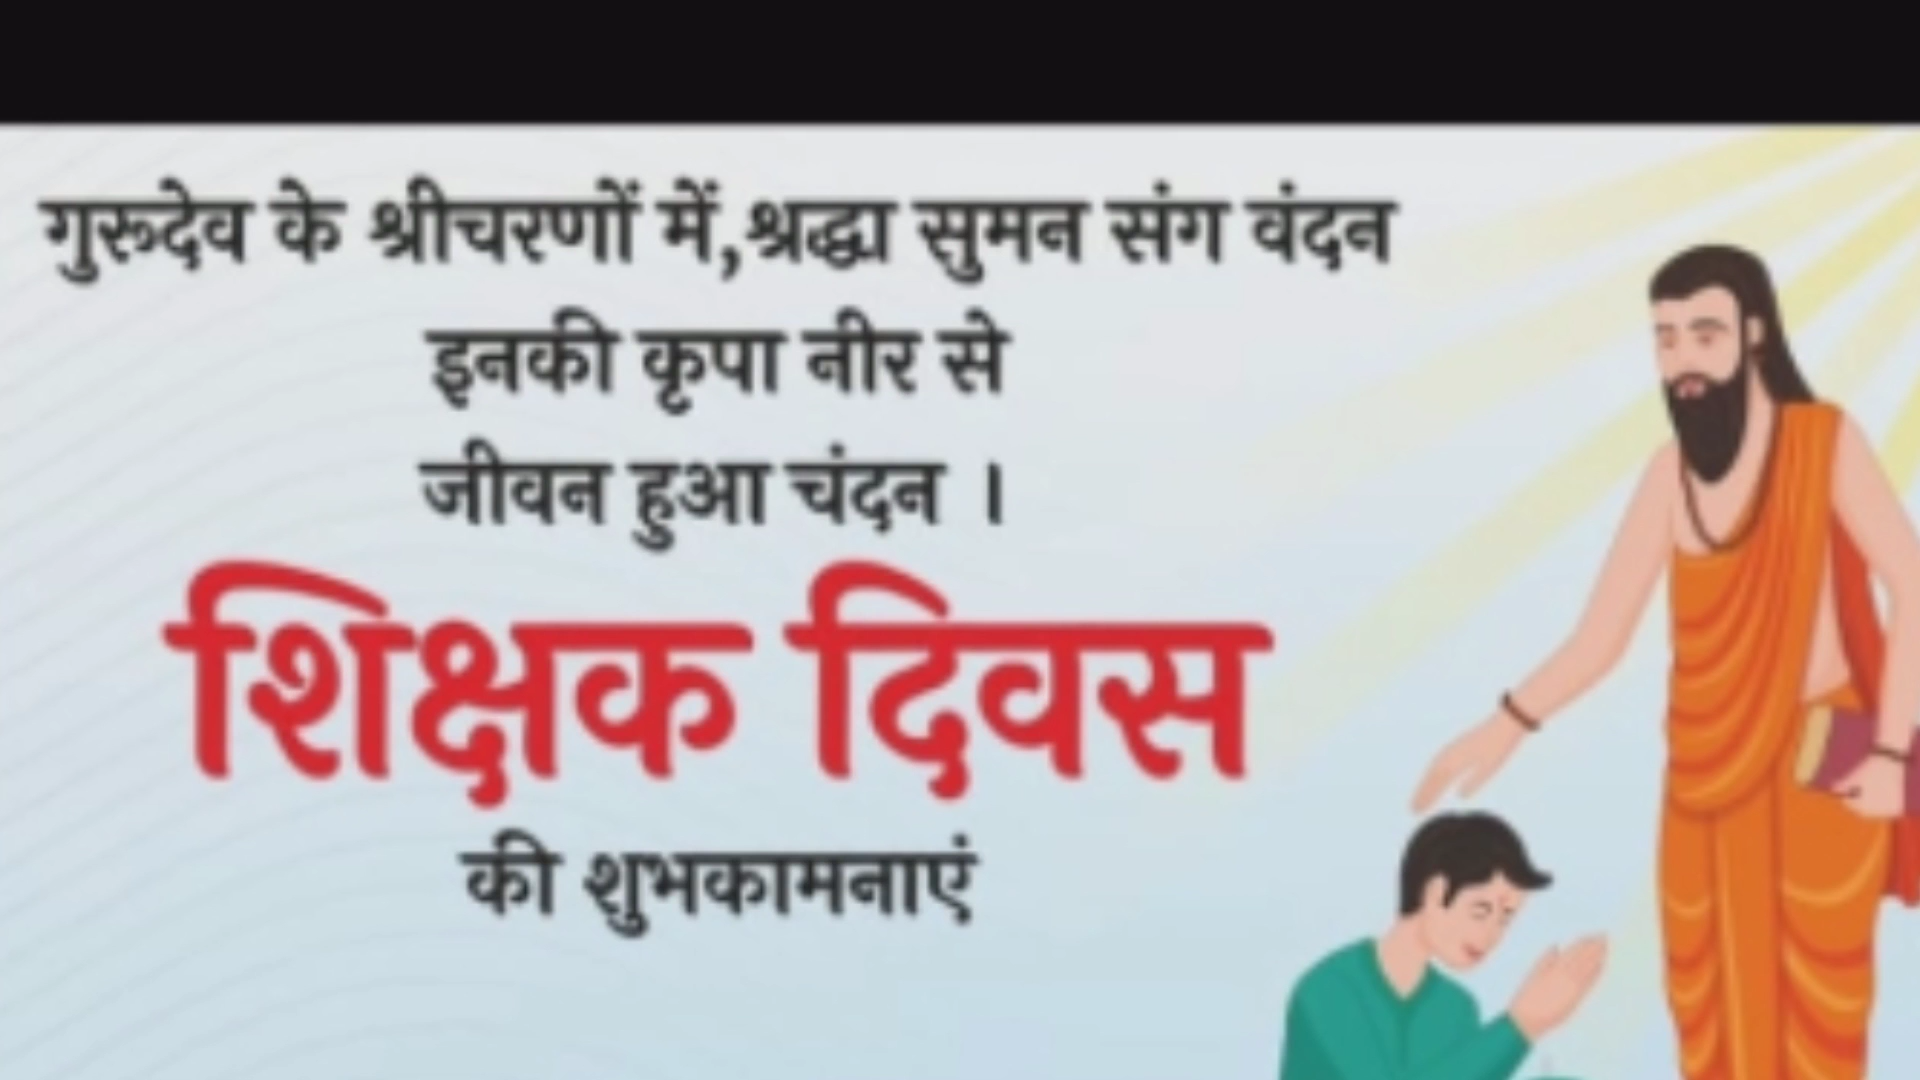 गुरूदेव के श्रीचरणों में,श्रद्धा सुमन संग वंदन
इनकी कृपा नीर से
जीवन हुआ चंदन ।
शिक्षक दिवस
की शुभकामनाएं